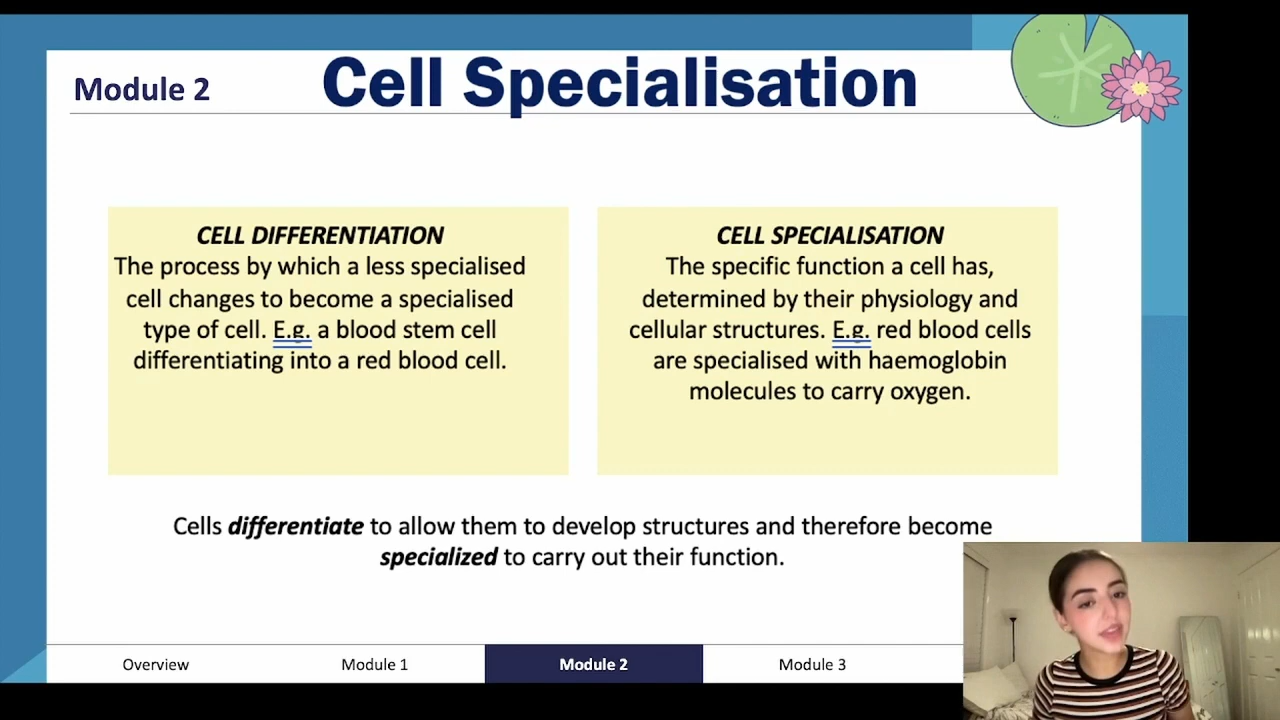 Module 2
Cell Specialisation
CELL DIFFERENTIATION
The process by which a less specialised
cell changes to become a specialised
type of cell. E.g. a blood stem cell
differentiating into a red blood cell.
CELL SPECIALISATION
The specific function a cell has,
determined by their physiology and
cellular structures. E.g. red blood cells
are specialised with haemoglobin
molecules to carry oxygen.
Cells differentiate to allow them to develop structures and therefore become
specialized to carry out their function.
Overview
Module 1
Module 2
Module 3